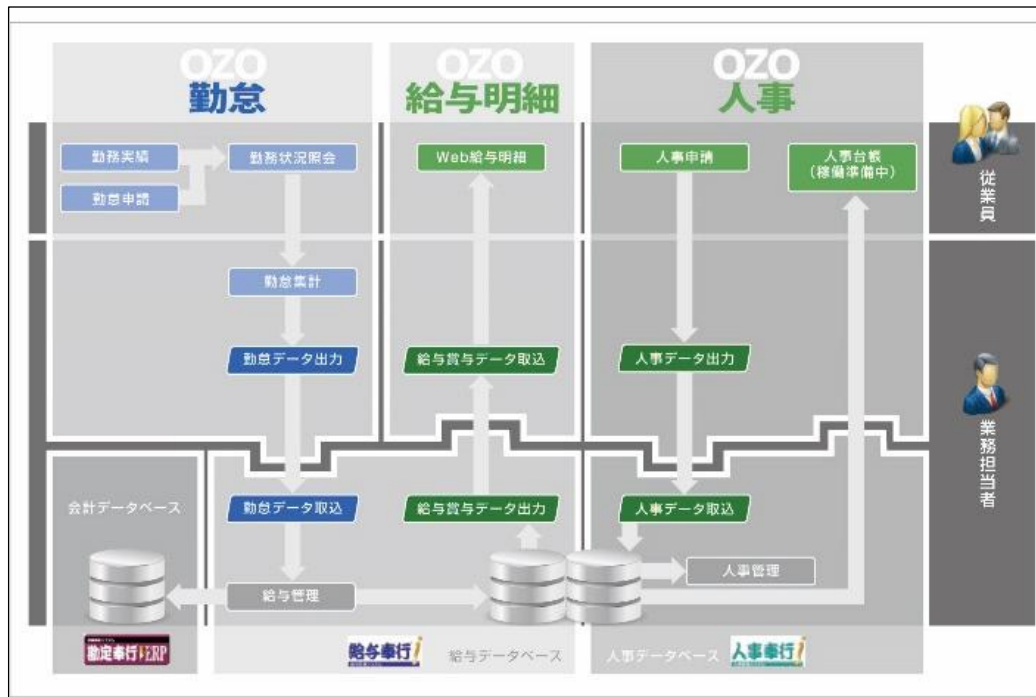 OZO
勤怠
OZO
給与明細
OZO
人事
勤務実績
勤怠申請
勤務状況照会
Web給与明細
人事申請
人事台帳
(稼働準備中)
従業員
勤怠集計
勤怠データ出力
給与賞与データ取込
人事データ出力
業務担当者
会計データベース
勤怠データ取込
給与賞与データ出力
人事データ取込
給与管理
人事管理
勘定奉行i ERP
給与奉行i
給与データベース
人事データベース
人事奉行i